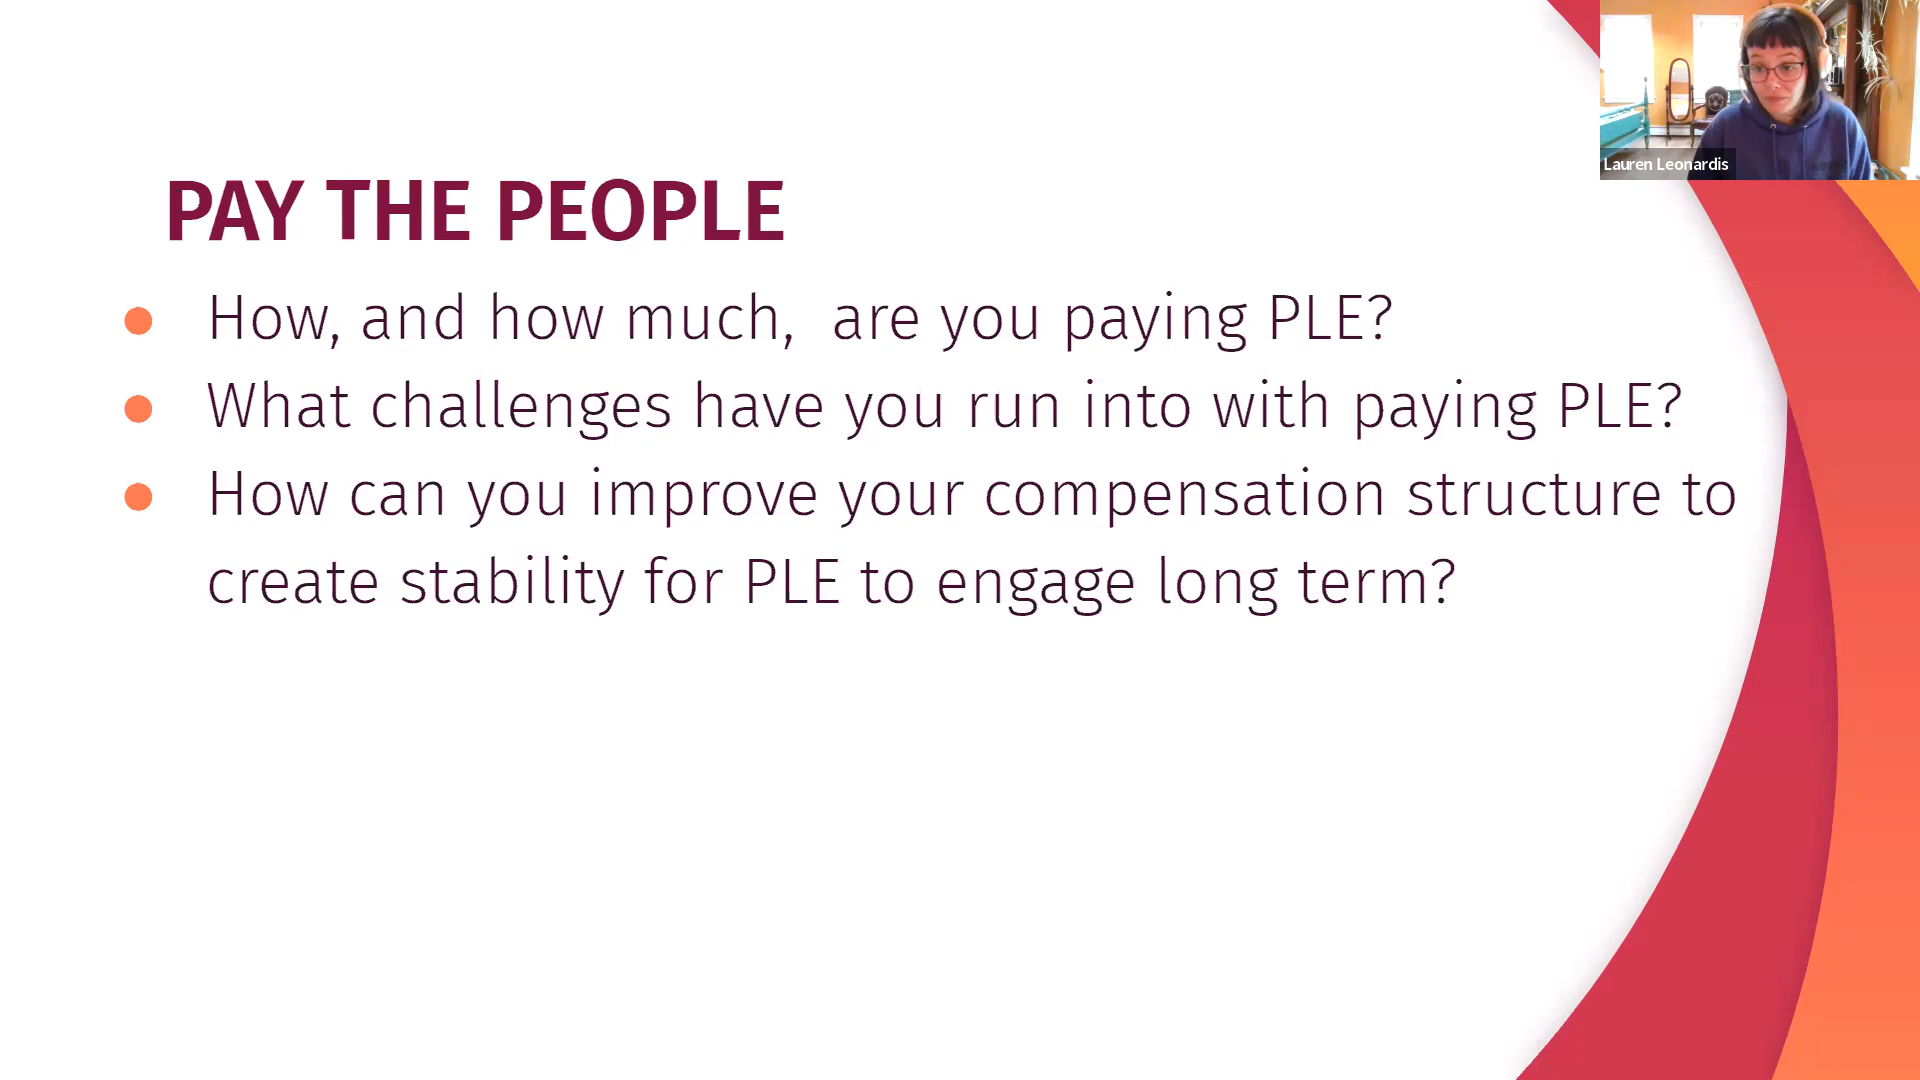 Lauren Leonardis
PAY THE PEOPLE
● How, and how much,  are you paying PLE?
● What challenges have you run into with paying PLE?
● How can you improve your compensation structure to
create stability for PLE to engage long term?